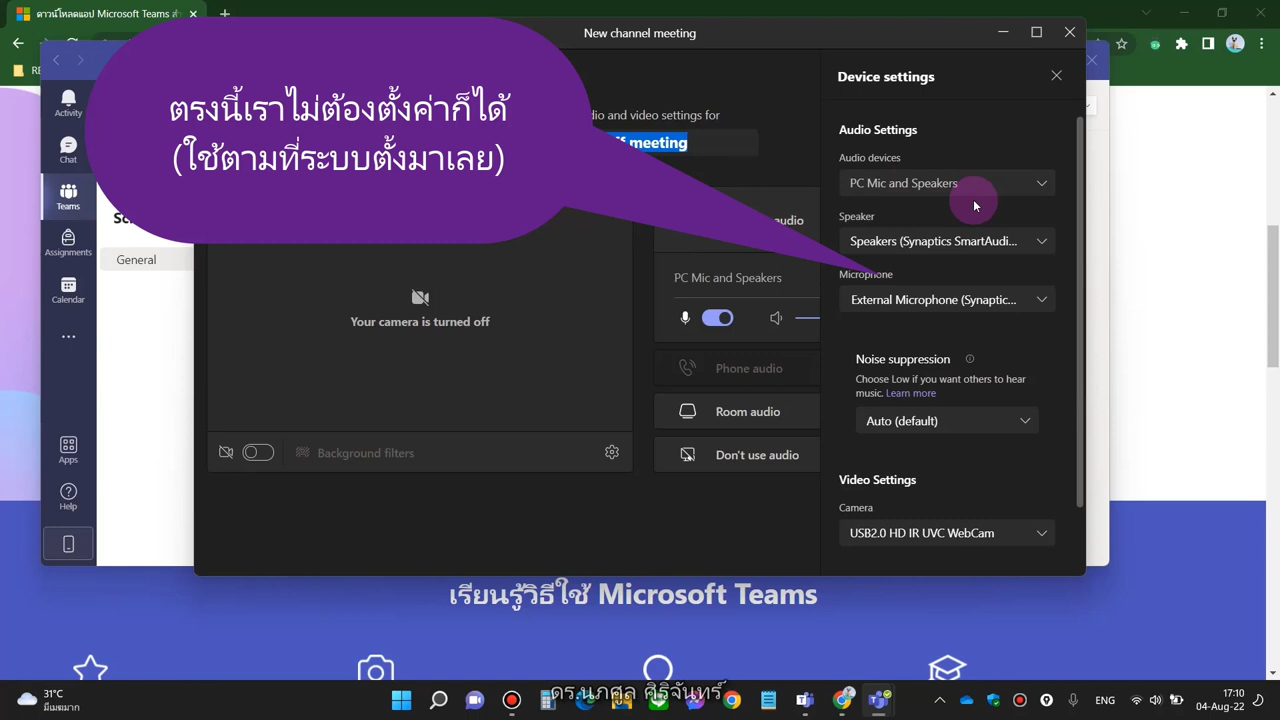 ดาวน์โหลดแอป Microsoft Teams สำ
New channel meeting
ตรงนี้เราไม่ต้องตั้งค่าก็ได้
(ใช้ตามที่ระบบตั้งมาเลย)
dio and video settings for
meeting
Activity
Chat
Teams
Assignments
Calendar
Apps
Help
General
Your camera is turned off
Background filters
audio
PC Mic and Speakers
Phone audio
Room audio
Don't use audio
Device settings
Audio Settings
Audio devices
PC Mic and Speakers
Speaker
Speakers (Synaptics SmartAudi...
Microphone
External Microphone (Synaptic...
Noise suppression
Choose Low if you want others to hear
music. Learn more
Auto (default)
Video Settings
Camera
USB2.0 HD IR UVC WebCam
เรียนรู้วิธีใช้ Microsoft Teams
ดร.นภศูล ศิริจันทร์
31°C
มีเมฆมาก
ENG
17:10
04-Aug-22